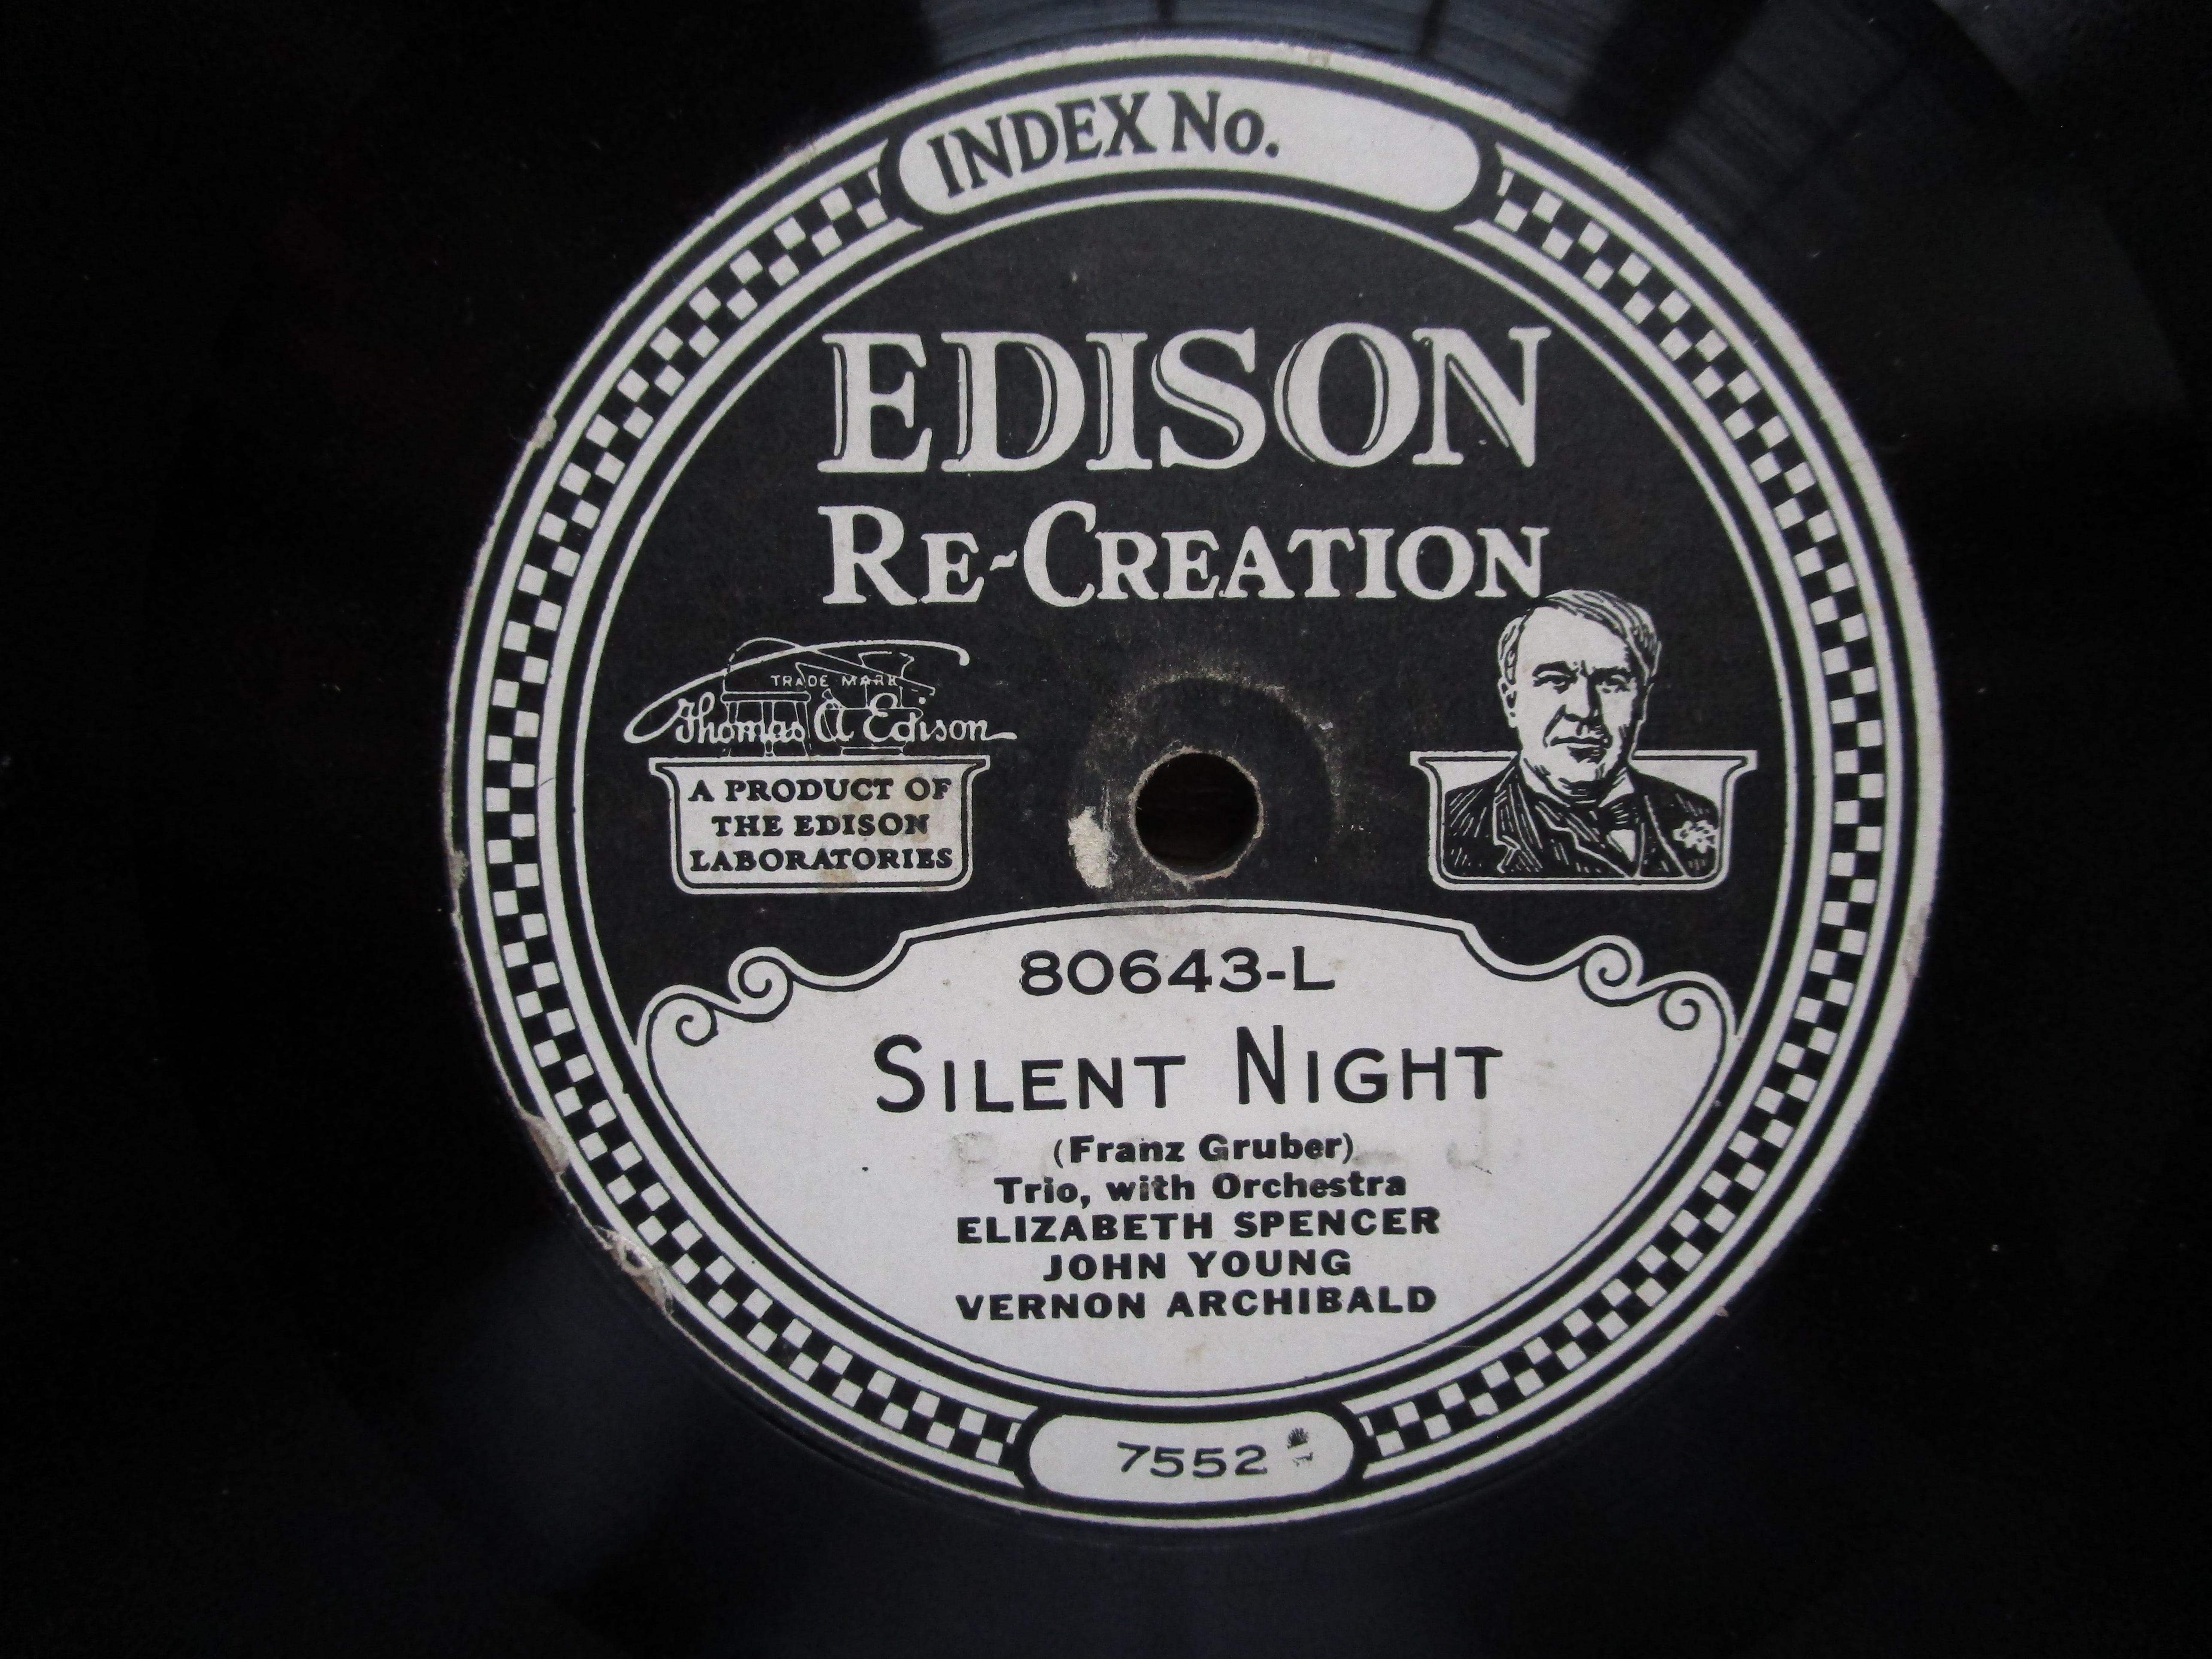 INDEX No.
EDISON
RE-CREATION
TRADE MARK
Thomas A Edison
A PRODUCT OF
THE EDISON
LABORATORIES
80643-L
SILENT NIGHT
(Franz Gruber)
Trio, with Orchestra
ELIZABETH SPENCER
JOHN YOUNG
VERNON ARCHIBALD
7552